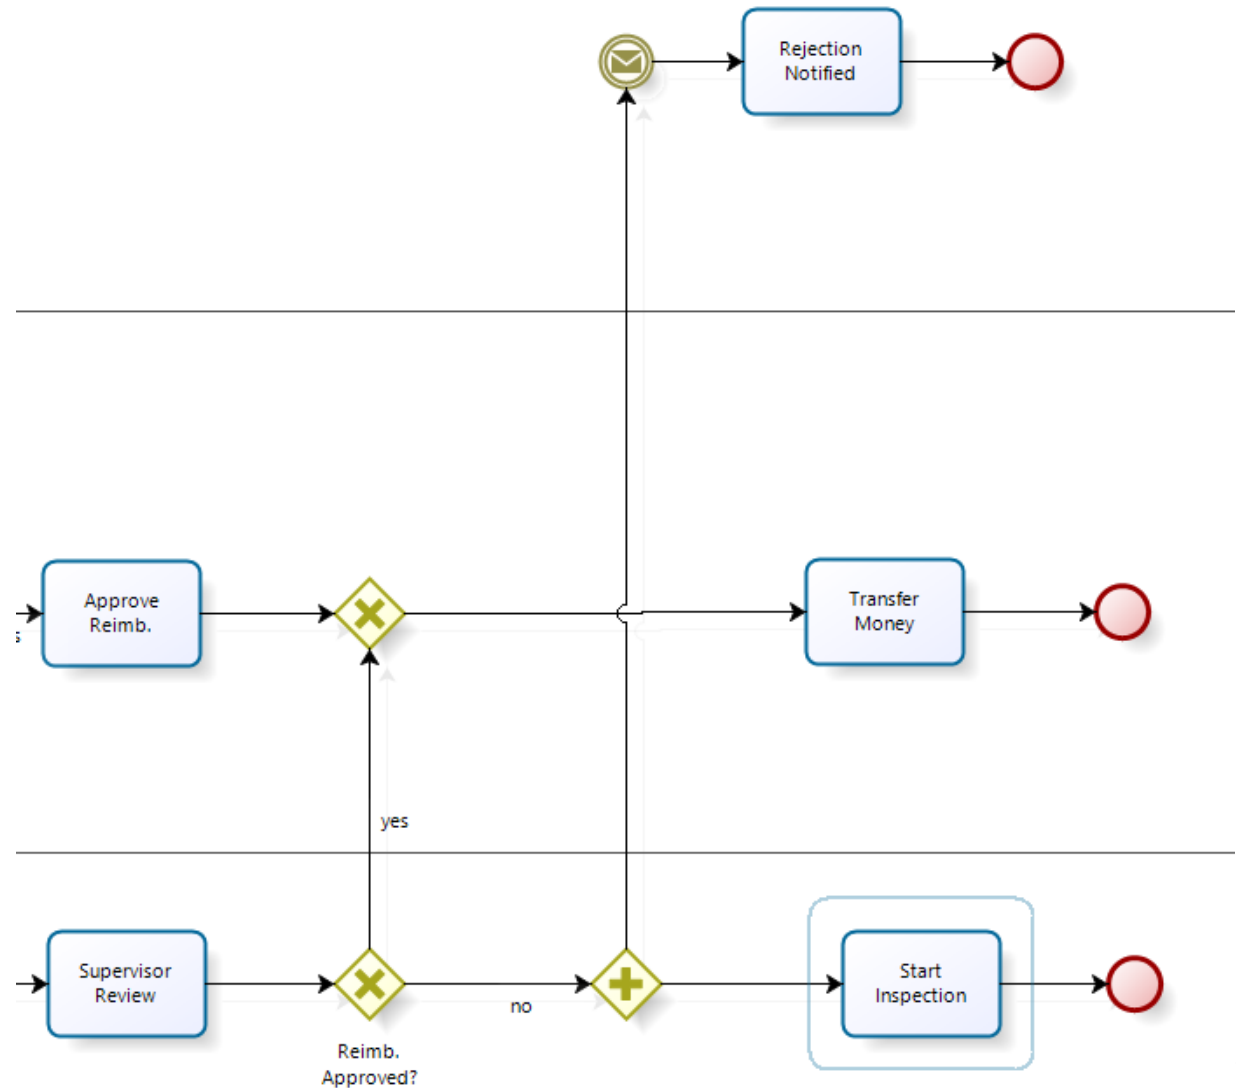 Rejection
Notified
Approve
Reimb.
s
Transfer
Money
yes
Supervisor
Review
no
Start
Inspection
Reimb.
Approved?